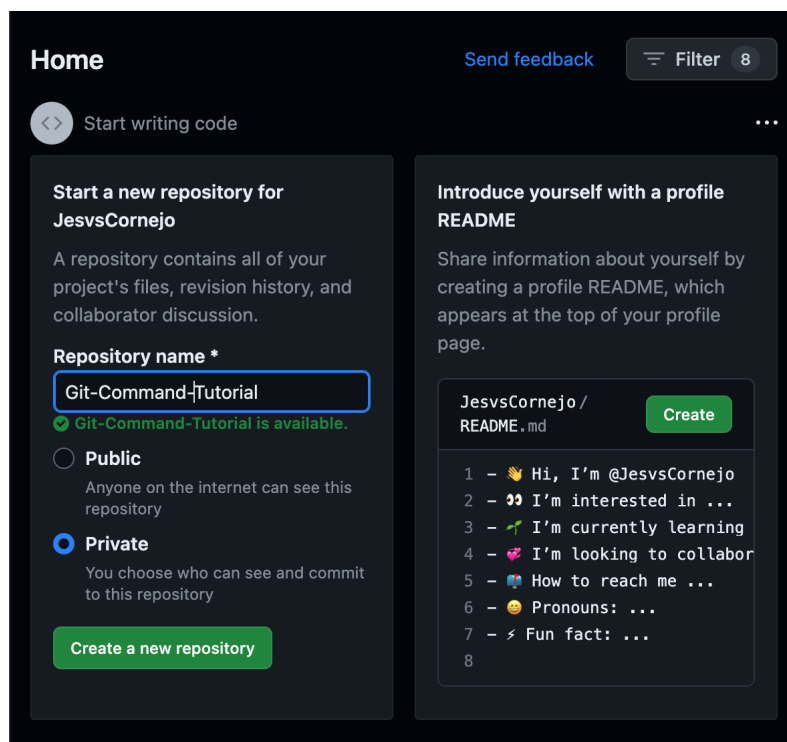 Home
Send feedback
Filter 8
Start writing code
Start a new repository for
JesvsCornejo
A repository contains all of your
project's files, revision history, and
collaborator discussion.
Repository name *
Git-Command-Tutorial
Git-Command-Tutorial is available.
Public
Anyone on the internet can see this
repository
Private
You choose who can see and commit
to this repository
Create a new repository
Introduce yourself with a profile
README
Share information about yourself by
creating a profile README, which
appears at the top of your profile
page.
JesvsCornejo/
README.md
Create
1 - 👋 Hi, I’m @JesvsCornejo
2 - 👀 I’m interested in ...
3 - 🌱 I’m currently learning
4 - 💞️ I’m looking to collabor
5 - 📫 How to reach me ...
6 - 😄 Pronouns: ...
7 - ⚡ Fun fact: ...
8